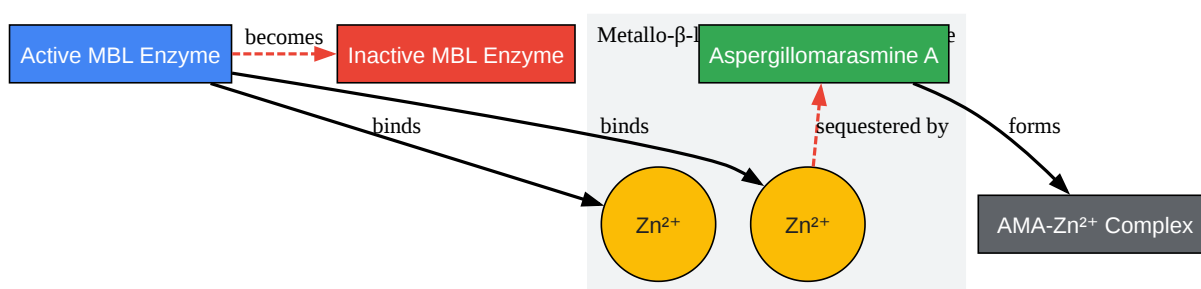 becomes
Metallo-β-
Active MBL Enzyme
Inactive MBL Enzyme
Aspergillomarasmine A
binds
binds
sequestered by
forms
Zn²⁺
Zn²⁺
AMA-Zn²⁺ Complex